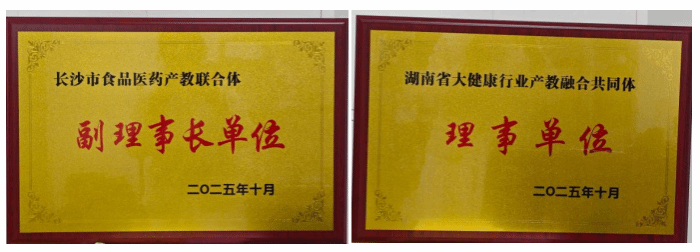 长沙市食品医药产教联合体
副理事长单位
二〇二五年十月
湖南省大健康行业产教融合共同体
理事单位
二〇二五年十月